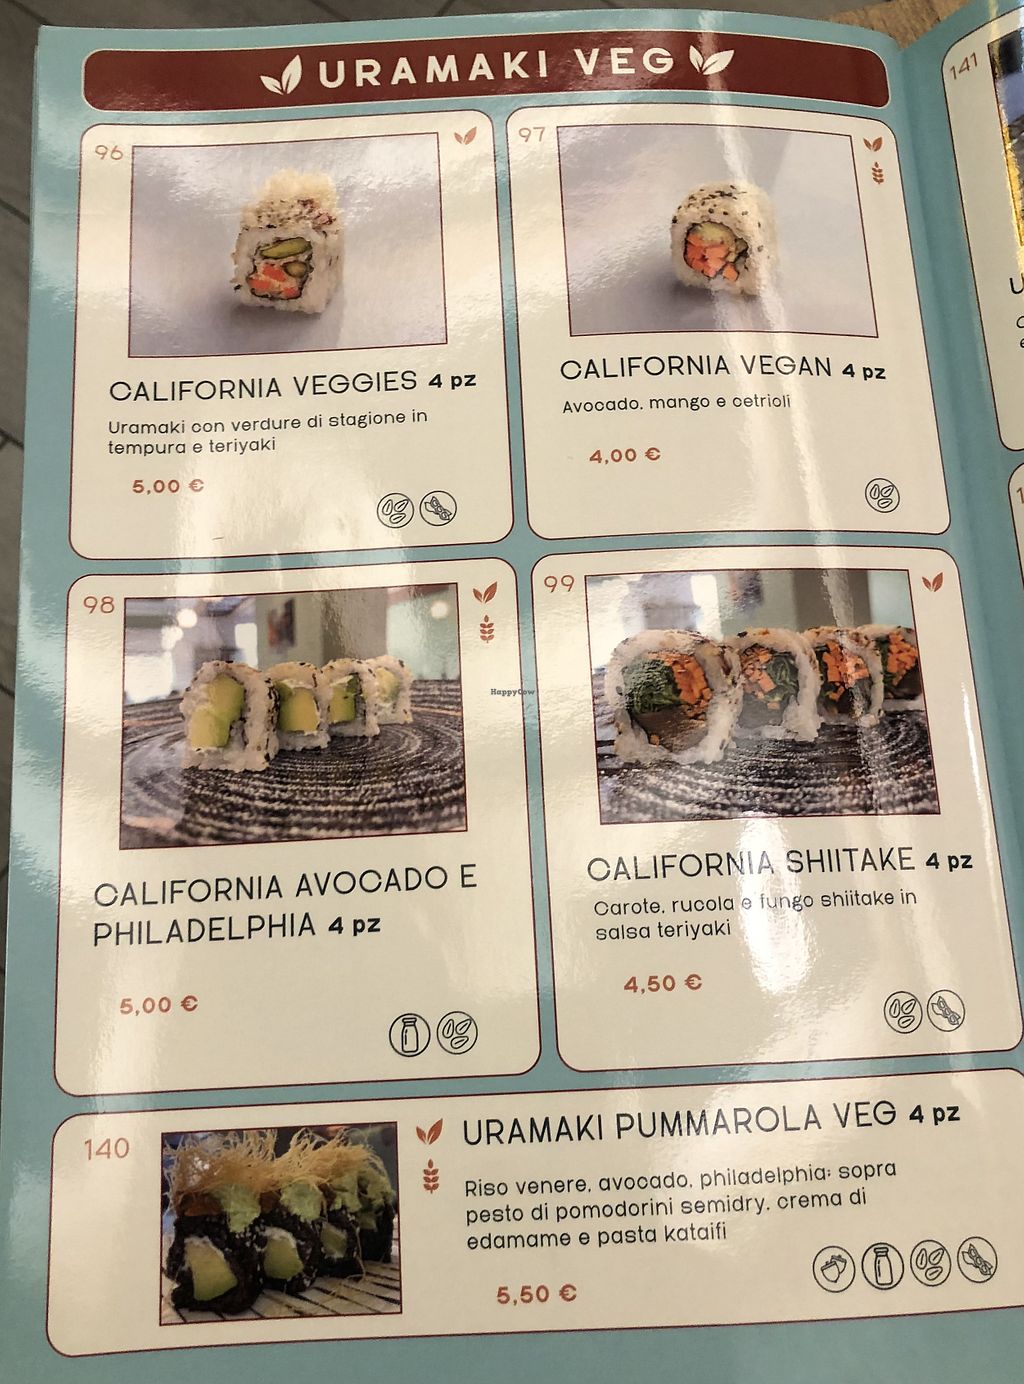 URAMAKI VEG
96
CALIFORNIA VEGGIES 4 pz
Uramaki con verdure di stagione in
tempura e teriyaki
5,00 €
97
CALIFORNIA VEGAN 4 pz
Avocado, mango e cetrioli
4,00 €
98
CALIFORNIA AVOCADO E
PHILADELPHIA 4 pz
5,00 €
99
CALIFORNIA SHIITAKE 4 pz
Carote, rucola e fungo shiitake in
salsa teriyaki
4,50 €
HappyCow
140
URAMAKI PUMMAROLA VEG 4 pz
Riso venere, avocado, philadelphia; sopra
pesto di pomodorini semidry, crema di
edamame e pasta kataifi
5,50 €
141